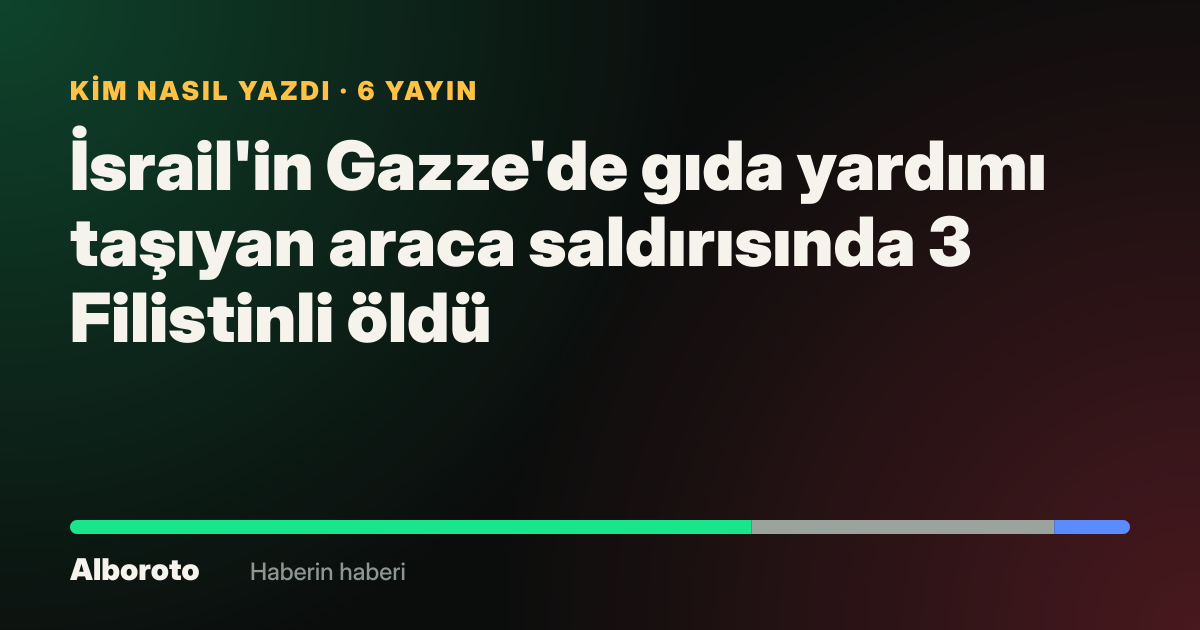 KİM NASIL YAZDI · 6 YAYIN
İsrail'in Gazze'de gıda yardımı
taşıyan araca saldırısında 3
Filistinli öldü
Alboroto
Haberin haberi